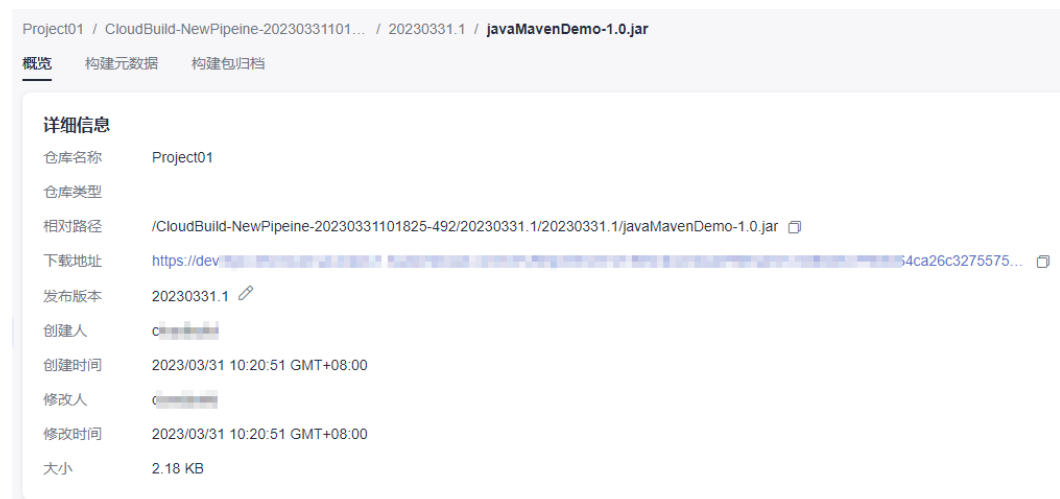 Project01 / CloudBuild-NewPipeine-20230331101... / 20230331.1 / javaMavenDemo-1.0.jar
概览 构建元数据 构建包归档
详细信息
仓库名称 Project01
仓库类型
相对路径 /CloudBuild-NewPipeine-20230331101825-492/20230331.1/20230331.1/javaMavenDemo-1.0.jar
下载地址 https://dev 54ca26c3275575...
发布版本 20230331.1
创建人 c
创建时间 2023/03/31 10:20:51 GMT+08:00
修改人
修改时间 2023/03/31 10:20:51 GMT+08:00
大小 2.18 KB